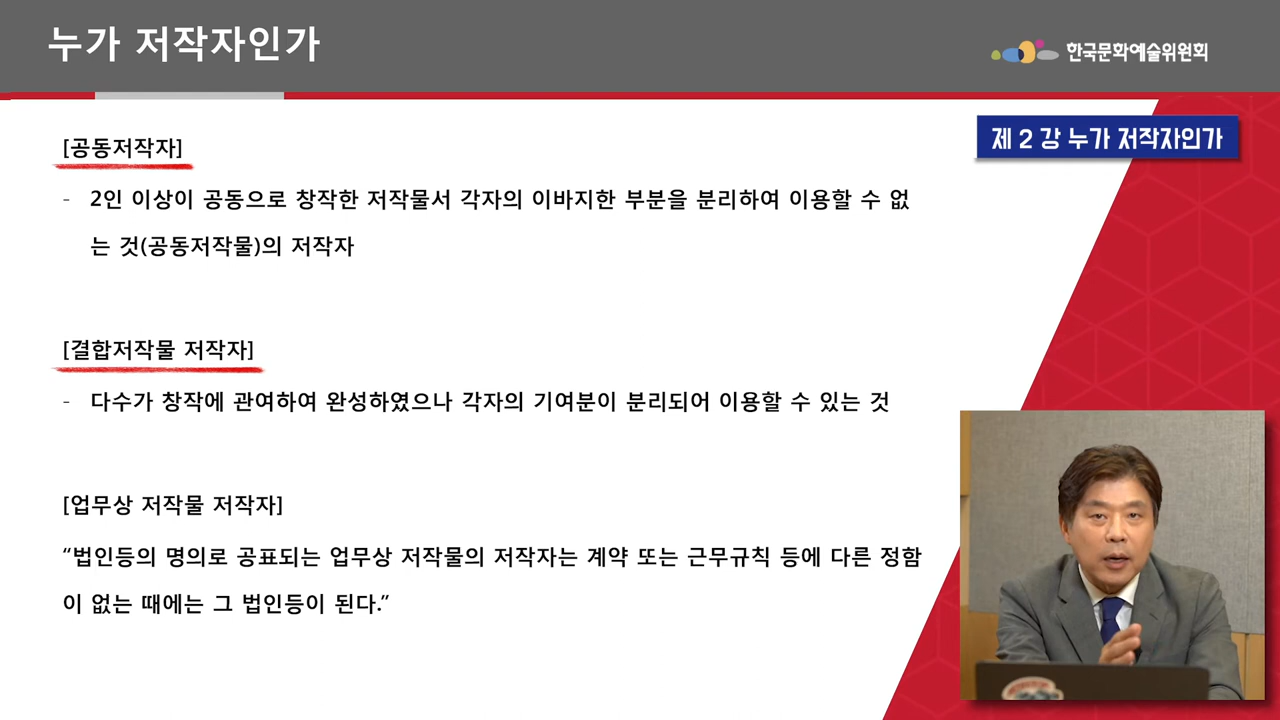 누가 저작자인가
한국문화예술위원회
제 2 강 누가 저작자인가
[공동저작자]
- 2인 이상이 공동으로 창작한 저작물서 각자의 이바지한 부분을 분리하여 이용할 수 없
는 것(공동저작물)의 저작자
[결합저작물 저작자]
- 다수가 창작에 관여하여 완성하였으나 각자의 기여분이 분리되어 이용할 수 있는 것
[업무상 저작물 저작자]
“법인등의 명의로 공표되는 업무상 저작물의 저작자는 계약 또는 근무규칙 등에 다른 정함
이 없는 때에는 그 법인등이 된다.”